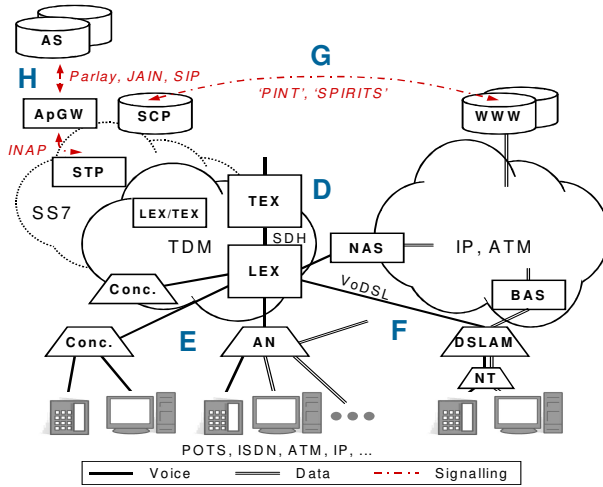 AS
G
H
Parlay, JAIN, SIP
ApGW
SCP
'PINT', 'SPIRITS'
WWW
INAP
STP
D
TEX
SS7
LEX/TEX
TDM
SDH
NAS
IP, ATM
LEX
VoDSL
Conc.
BAS
Conc.
E
AN
F
DSLAM
NT
POTS, ISDN, ATM, IP, ...
Voice
Data
Signalling